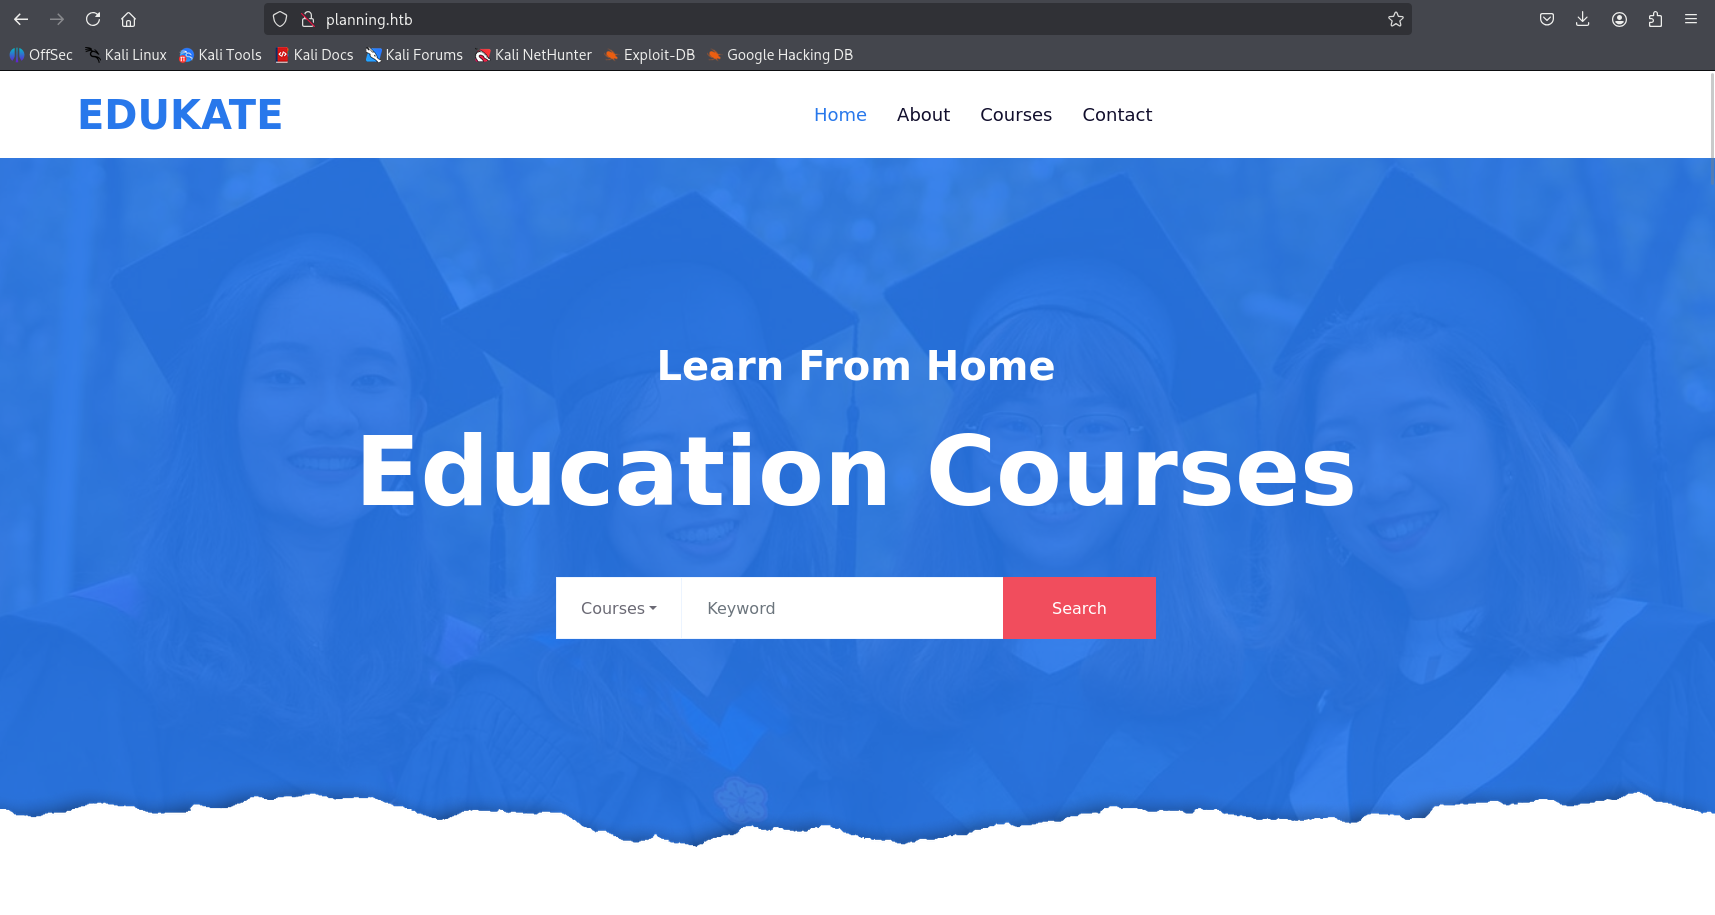 planning.htb
OffSec Kali Linux Kali Tools Kali Docs Kali Forums Kali NetHunter Exploit-DB Google Hacking DB
EDUKATE Home About Courses Contact
Learn From Home
Education Courses
Courses Keyword Search